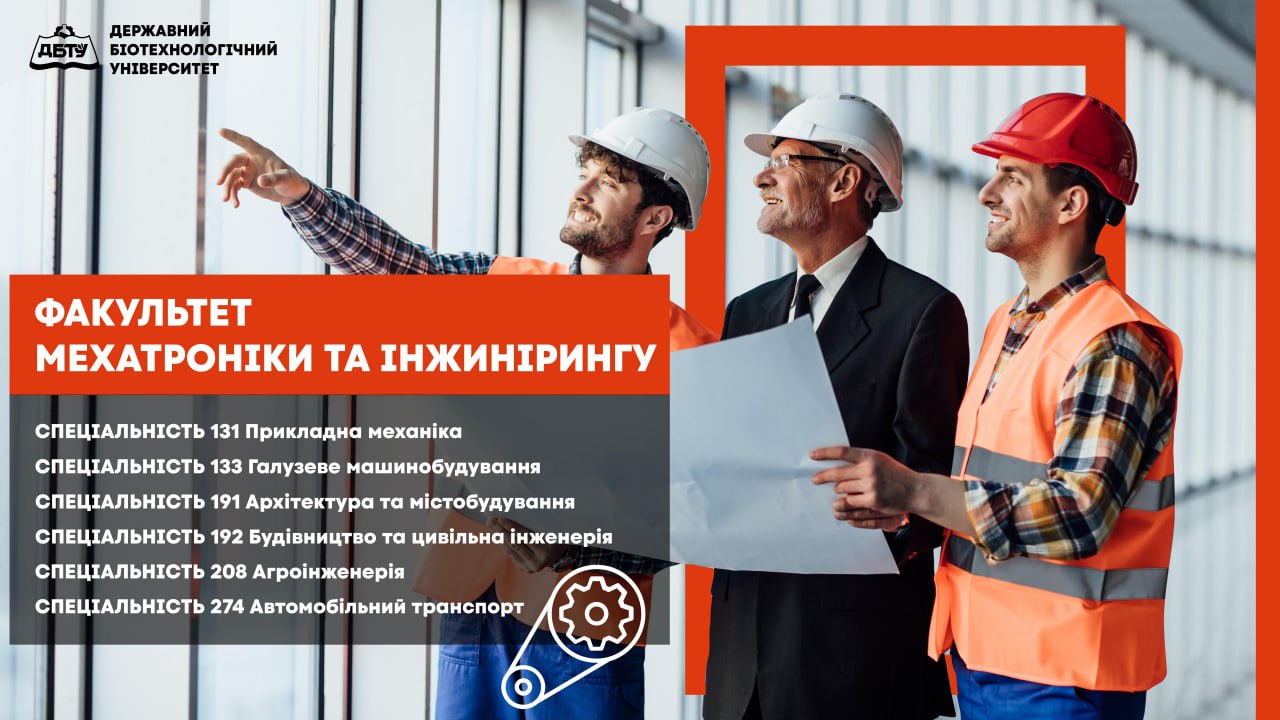 ДБТУ
ДЕРЖАВНИЙ
БІОТЕХНОЛОГІЧНИЙ
УНІВЕРСИТЕТ
ФАКУЛЬТЕТ
МЕХАТРОНІКИ ТА ІНЖИНІРИНГУ
СПЕЦІАЛЬНІСТЬ 131 Прикладна механіка
СПЕЦІАЛЬНІСТЬ 133 Галузеве машинобудування
СПЕЦІАЛЬНІСТЬ 191 Архітектура та містобудування
СПЕЦІАЛЬНІСТЬ 192 Будівництво та цивільна інженерія
СПЕЦІАЛЬНІСТЬ 208 Агроінженерія
СПЕЦІАЛЬНІСТЬ 274 Автомобільний транспорт